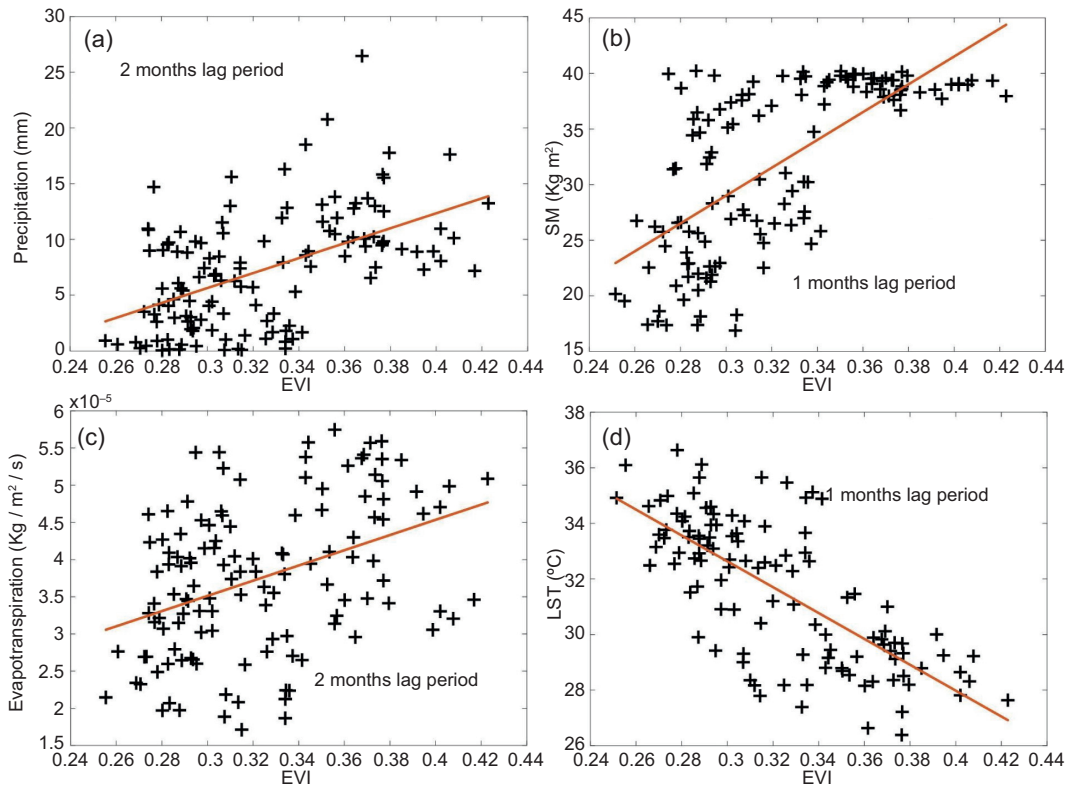 (a)
2 months lag period
Precipitation (mm)
30
25
20
15
10
5
0
0.24 0.26 0.28 0.3 0.32 0.34 0.36 0.38 0.4 0.42 0.44
EVI
(b)
1 months lag period
SM (Kg m²)
45
40
35
30
25
20
15
0.24 0.26 0.28 0.3 0.32 0.34 0.36 0.38 0.4 0.42 0.44
EVI
(c)
x10⁻⁵
2 months lag period
Evapotranspiration (Kg / m² / s)
6
5.5
5
4.5
4
3.5
3
2.5
2
1.5
0.24 0.26 0.28 0.30 0.32 0.34 0.36 0.38 0.4 0.42 0.44
EVI
(d)
1 months lag period
LST (ºC)
38
36
34
32
30
28
26
0.24 0.26 0.28 0.3 0.32 0.34 0.36 0.38 0.4 0.42 0.44
EVI